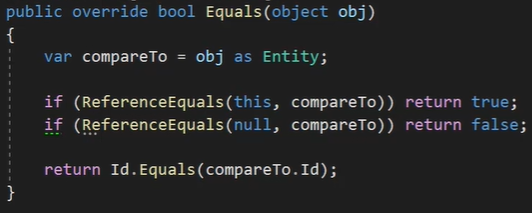 public override bool Equals(object obj)
{
var compareTo = obj as Entity;
if (ReferenceEquals(this, compareTo)) return true;
if (ReferenceEquals(null, compareTo)) return false;
return Id.Equals(compareTo.Id);
}